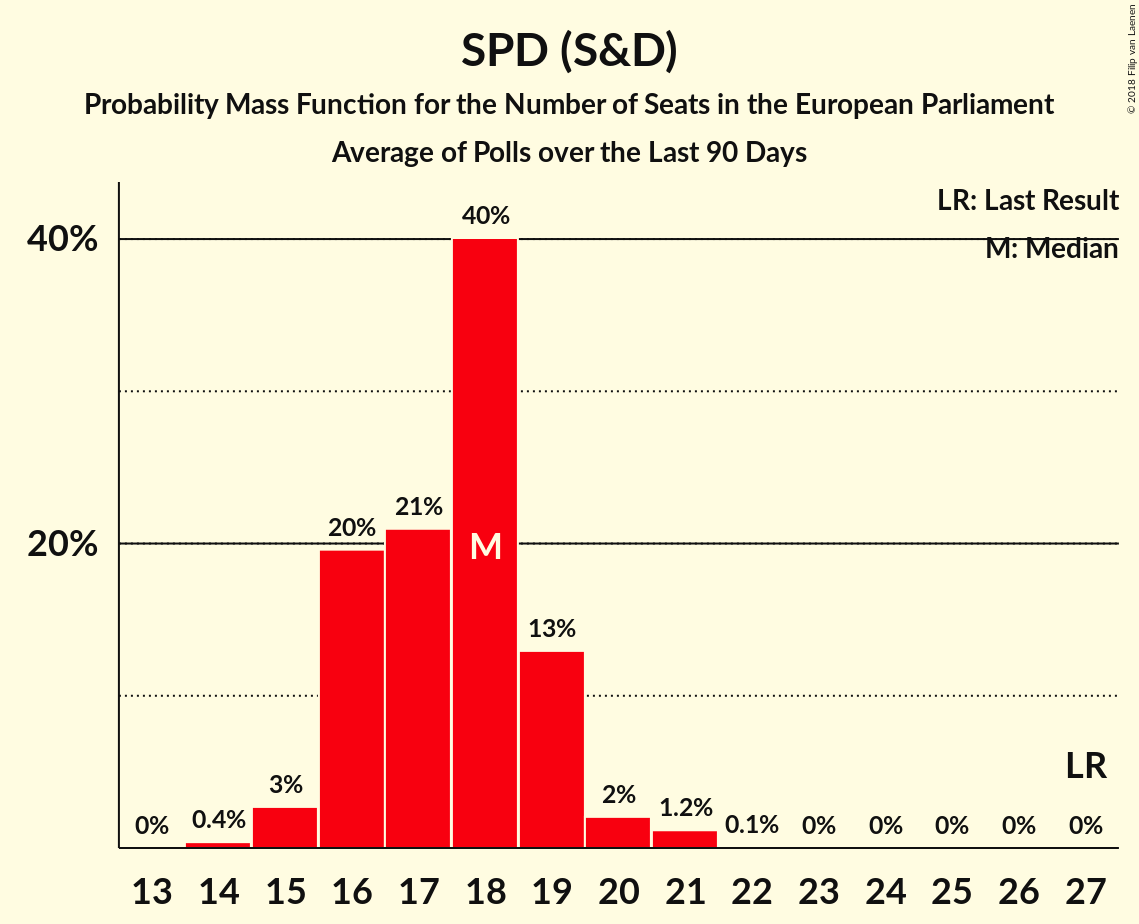 SPD (S&D)
Probability Mass Function for the Number of Seats in the European Parliament
Average of Polls over the Last 90 Days
© 2018 Filip van Laenen
LR: Last Result
M: Median
40%
20%
0%
0.4%
3%
20%
21%
40%
M
13%
2%
1.2%
0.1%
0%
0%
0%
0%
0%
LR
13 14 15 16 17 18 19 20 21 22 23 24 25 26 27